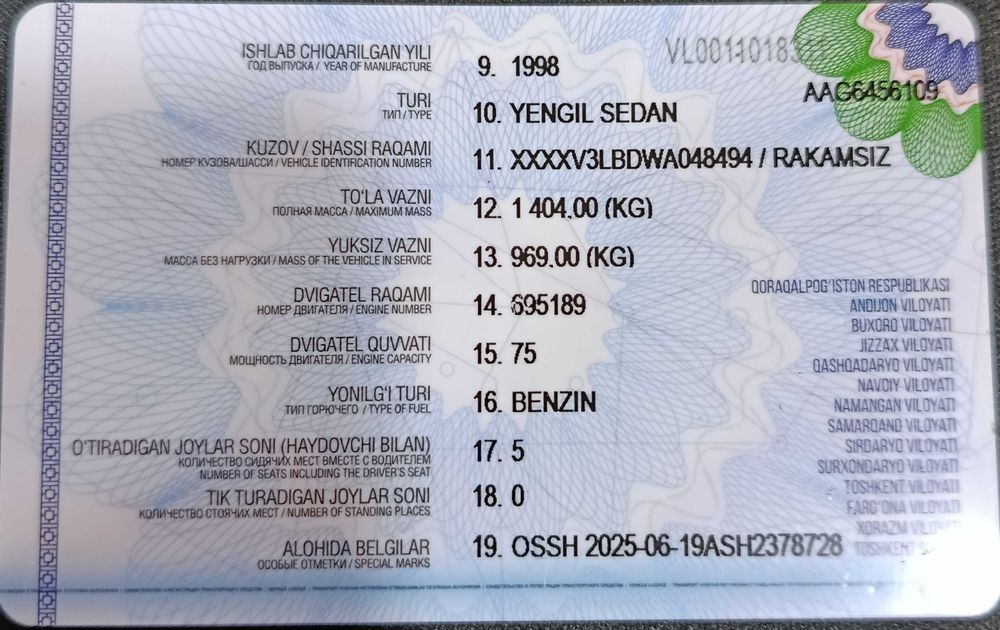 ISHLAB CHIQARILGAN YILI
ГОД ВЫПУСКА / YEAR OF MANUFACTURE
9. 1998
AAG6456109
TURI
ТИП / TYPE
10. YENGIL SEDAN
KUZOV / SHASSI RAQAMI
НОМЕР КУЗОВА/ШАССИ / VEHICLE IDENTIFICATION NUMBER
11. XXXXV3LBDWA048494 / RAKAMSIZ
TO‘LA VAZNI
ПОЛНАЯ МАССА / MAXIMUM MASS
12. 1 404.00 (KG)
YUKSIZ VAZNI
МАССА БЕЗ НАГРУЗКИ / MASS OF THE VEHICLE IN SERVICE
13. 969.00 (KG)
DVIGATEL RAQAMI
НОМЕР ДВИГАТЕЛЯ / ENGINE NUMBER
14. 695189
DVIGATEL QUVVATI
МОЩНОСТЬ ДВИГАТЕЛЯ / ENGINE CAPACITY
15. 75
YONILG‘I TURI
ТИП ГОРЮЧЕГО / TYPE OF FUEL
16. BENZIN
O‘TIRADIGAN JOYLAR SONI (HAYDOVCHI BILAN)
КОЛИЧЕСТВО СИДЯЧИХ МЕСТ ВМЕСТЕ С ВОДИТЕЛЕМ
NUMBER OF SEATS INCLUDING THE DRIVER'S SEAT
17. 5
TIK TURADIGAN JOYLAR SONI
КОЛИЧЕСТВО СТОЯЧИХ МЕСТ / NUMBER OF STANDING PLACES
18. 0
ALOHIDA BELGILAR
ОСОБЫЕ ОТМЕТКИ / SPECIAL MARKS
19. OSSH 2025-06-19ASH2378728
QORAQALPOG‘ISTON RESPUBLIKASI
ANDIJON VILOYATI
BUXORO VILOYATI
JIZZAX VILOYATI
QASHQADARYO VILOYATI
NAVOIY VILOYATI
NAMANGAN VILOYATI
SAMARQAND VILOYATI
SIRDARYO VILOYATI
SURXONDARYO VILOYATI
TOSHKENT VILOYATI
FARG‘ONA VILOYATI
XORAZM VILOYATI
TOSHKENT